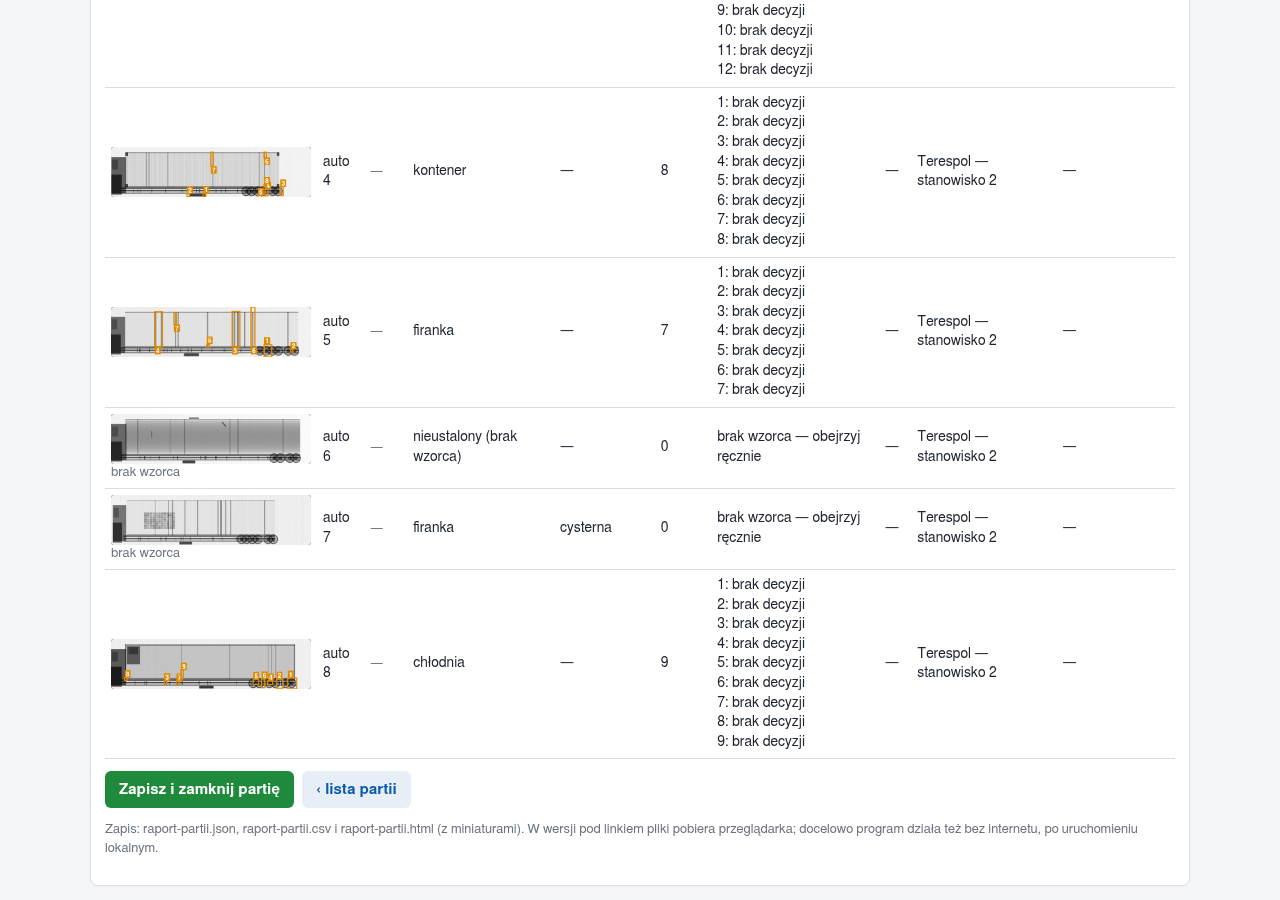 9: brak decyzji
10: brak decyzji
11: brak decyzji
12: brak decyzji
auto 4
—
kontener
—
8
1: brak decyzji
2: brak decyzji
3: brak decyzji
4: brak decyzji
5: brak decyzji
6: brak decyzji
7: brak decyzji
8: brak decyzji
—
Terespol —
stanowisko 2
—
auto 5
—
firanka
—
7
1: brak decyzji
2: brak decyzji
3: brak decyzji
4: brak decyzji
5: brak decyzji
6: brak decyzji
7: brak decyzji
—
Terespol —
stanowisko 2
—
brak wzorca
auto 6
—
nieustalony (brak
wzorca)
—
0
brak wzorca — obejrzyj
ręcznie
—
Terespol —
stanowisko 2
—
brak wzorca
auto 7
—
firanka
cysterna
0
brak wzorca — obejrzyj
ręcznie
—
Terespol —
stanowisko 2
—
auto 8
—
chłodnia
—
9
1: brak decyzji
2: brak decyzji
3: brak decyzji
4: brak decyzji
5: brak decyzji
6: brak decyzji
7: brak decyzji
8: brak decyzji
9: brak decyzji
—
Terespol —
stanowisko 2
—
Zapisz i zamknij partię
‹ lista partii
Zapis: raport-partii.json, raport-partii.csv i raport-partii.html (z miniaturami). W wersji pod linkiem pliki pobiera przeglądarka; docelowo program działa też bez internetu, po uruchomieniu
lokalnym.